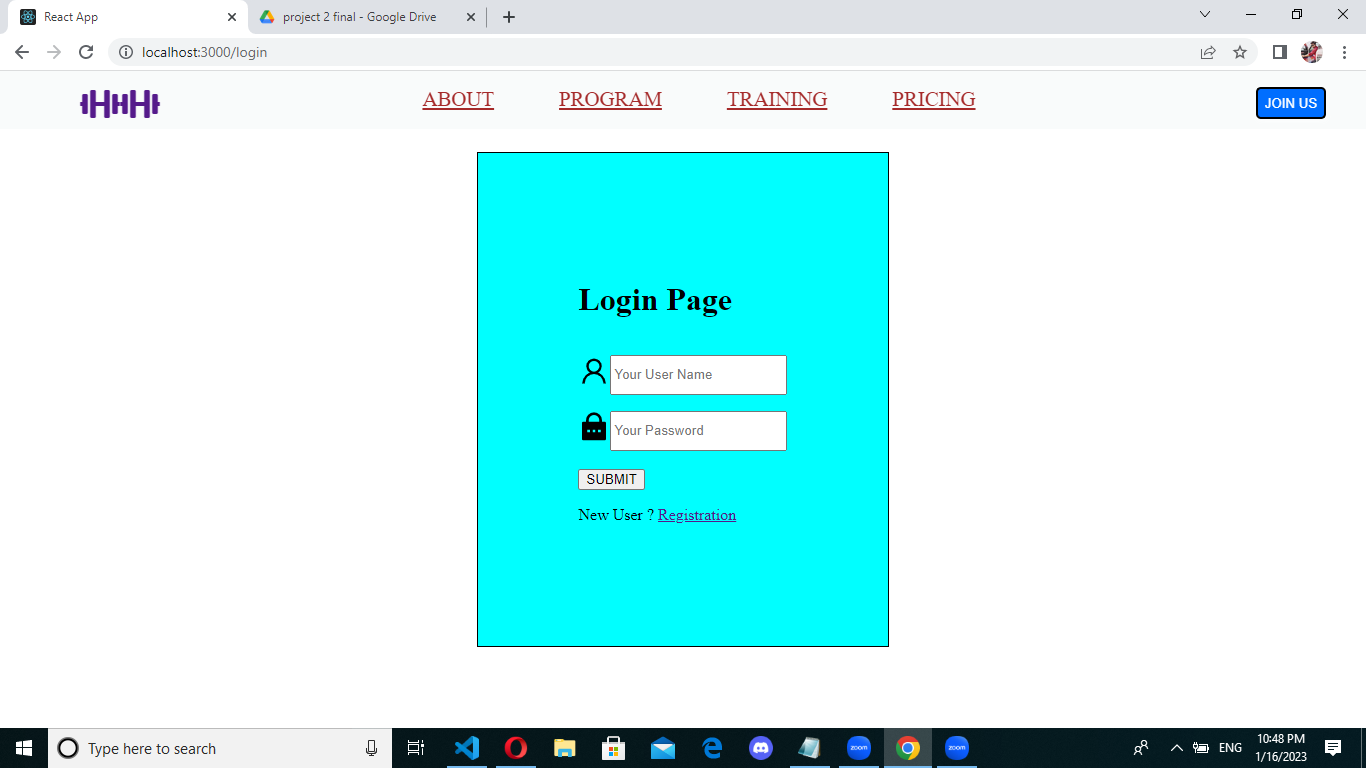 React App
project 2 final - Google Drive
localhost:3000/login
ABOUT PROGRAM TRAINING PRICING JOIN US
Login Page
Your User Name
Your Password
SUBMIT
New User ? Registration
Type here to search
zoom
zoom
ENG
10:48 PM
1/16/2023